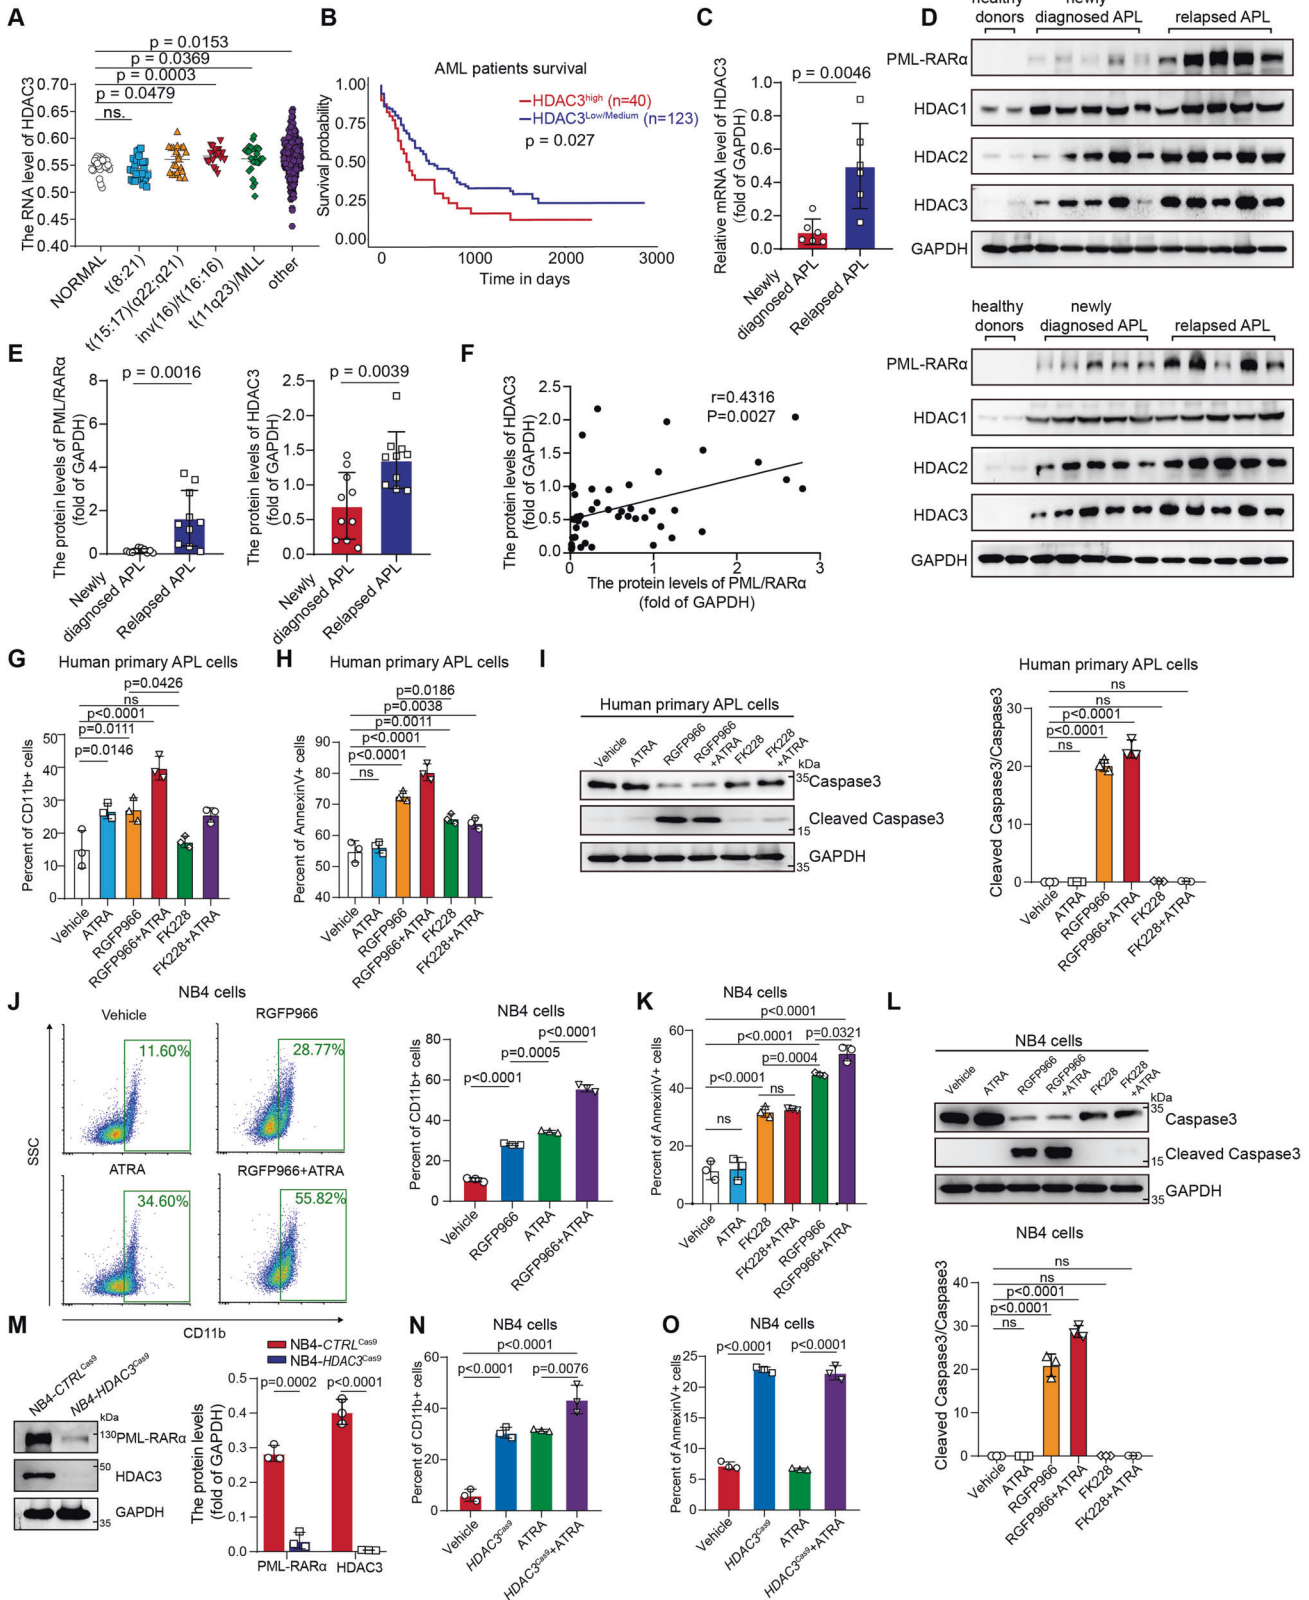 A
p = 0.0153
p = 0.0369
p = 0.0003
p = 0.0479
ns.
The RNA level of HDAC3
0.70
0.65
0.60
0.55
0.50
0.45
0.40
NORMAL
t(8:21)
t(15:17)(q22:q21)
inv(16)/t(16:16)
t(11q23)/MLL
other
B
AML patients survival
HDAC3high (n=40)
HDAC3Low/Medium (n=123)
p = 0.027
Survival probability
1.00
0.75
0.50
0.25
0.00
0 1000 2000 3000
Time in days
C
p = 0.0046
Relative mRNA level of HDAC3
(fold of GAPDH)
1.0
0.8
0.6
0.4
0.2
0.0
Newly
diagnosed APL
Relapsed APL
D
healthy
donors
newly
diagnosed APL
relapsed APL
PML-RARα
HDAC1
HDAC2
HDAC3
GAPDH
healthy
donors
newly
diagnosed APL
relapsed APL
PML-RARα
HDAC1
HDAC2
HDAC3
GAPDH
E
p = 0.0016
The protein levels of PML/RARα
(fold of GAPDH)
8
6
4
2
0
Newly
diagnosed APL
Relapsed APL
p = 0.0039
The protein levels of HDAC3
(fold of GAPDH)
2.5
2.0
1.5
1.0
0.5
0.0
Newly
diagnosed APL
Relapsed APL
F
r=0.4316
P=0.0027
The protein levels of HDAC3
(fold of GAPDH)
2.5
2.0
1.5
1.0
0.5
0.0
0 1 2 3
The protein levels of PML/RARα
(fold of GAPDH)
G
Human primary APL cells
p=0.0426
ns
p<0.0001
p=0.0111
p=0.0146
Percent of CD11b+ cells
50
40
30
20
10
0
Vehicle
ATRA
RGFP966
RGFP966+ATRA
FK228
FK228+ATRA
H
Human primary APL cells
p=0.0186
p=0.0038
p=0.0011
p<0.0001
p<0.0001
ns
Percent of AnnexinV+ cells
90
80
70
60
50
40
Vehicle
ATRA
RGFP966
RGFP966+ATRA
FK228
FK228+ATRA
I
Human primary APL cells
Vehicle
ATRA
RGFP966
RGFP966
+ATRA
FK228
FK228
+ATRA
kDa
35
Caspase3
Cleaved Caspase3
15
GAPDH
35
Human primary APL cells
ns
ns
p<0.0001
p<0.0001
ns
Cleaved Caspase3/Caspase3
30
20
10
0
Vehicle
ATRA
RGFP966
RGFP966+ATRA
FK228
FK228+ATRA
J
NB4 cells
Vehicle
RGFP966
11.60%
28.77%
SSC
ATRA
RGFP966+ATRA
34.60%
55.82%
CD11b
NB4 cells
p<0.0001
p=0.0005
p<0.0001
Percent of CD11b+ cells
80
60
40
20
0
Vehicle
RGFP966
ATRA
RGFP966+ATRA
K
NB4 cells
p<0.0001
p<0.0001
p=0.0321
p=0.0004
p<0.0001
ns
ns
Percent of AnnexinV+ cells
60
40
20
0
Vehicle
ATRA
FK228
FK228+ATRA
RGFP966
RGFP966+ATRA
L
NB4 cells
Vehicle
ATRA
RGFP966
RGFP966
+ATRA
FK228
FK228
+ATRA
kDa
35
Caspase3
Cleaved Caspase3
15
GAPDH
35
NB4 cells
ns
ns
p<0.0001
p<0.0001
ns
Cleaved Caspase3/Caspase3
40
30
20
10
0
Vehicle
ATRA
RGFP966
RGFP966+ATRA
FK228
FK228+ATRA
M
NB4-CTRLCas9
NB4-HDAC3Cas9
kDa
130
PML-RARα
50
HDAC3
GAPDH
35
NB4-CTRLCas9
NB4-HDAC3Cas9
p=0.0002
p<0.0001
The protein levels
(fold of GAPDH)
0.5
0.4
0.3
0.2
0.1
0.0
PML-RARα
HDAC3
N
NB4 cells
p<0.0001
p<0.0001
p=0.0076
Percent of CD11b+ cells
60
40
20
0
Vehicle
HDAC3Cas9
ATRA
HDAC3Cas9+ATRA
O
NB4 cells
p<0.0001
p<0.0001
Percent of AnnexinV+ cells
25
20
15
10
5
0
Vehicle
HDAC3Cas9
ATRA
HDAC3Cas9+ATRA